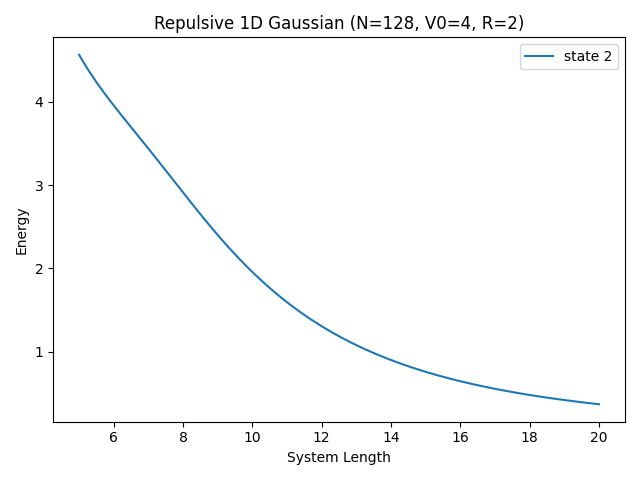 Repulsive 1D Gaussian (N=128, V0=4, R=2)
state 2
Energy
4
3
2
1
6 8 10 12 14 16 18 20
System Length